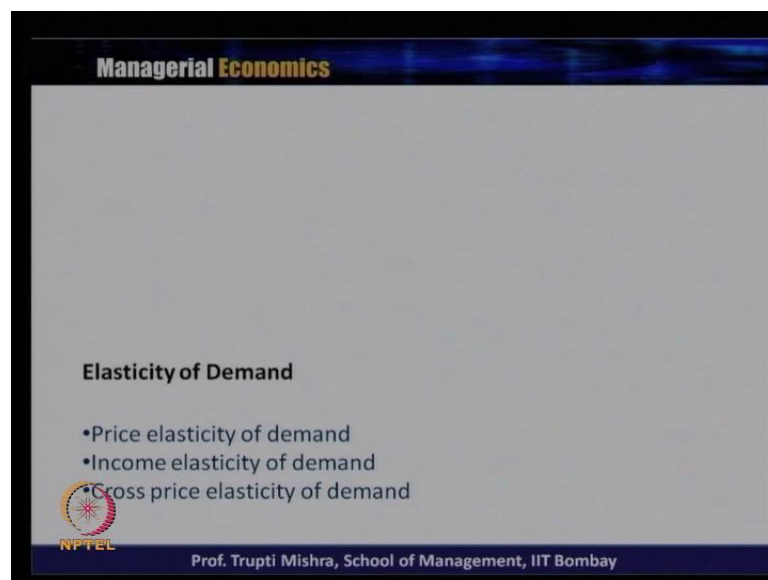 Managerial Economics
Elasticity of Demand
•Price elasticity of demand
•Income elasticity of demand
•Cross price elasticity of demand
NPTEL
Prof. Trupti Mishra, School of Management, IIT Bombay